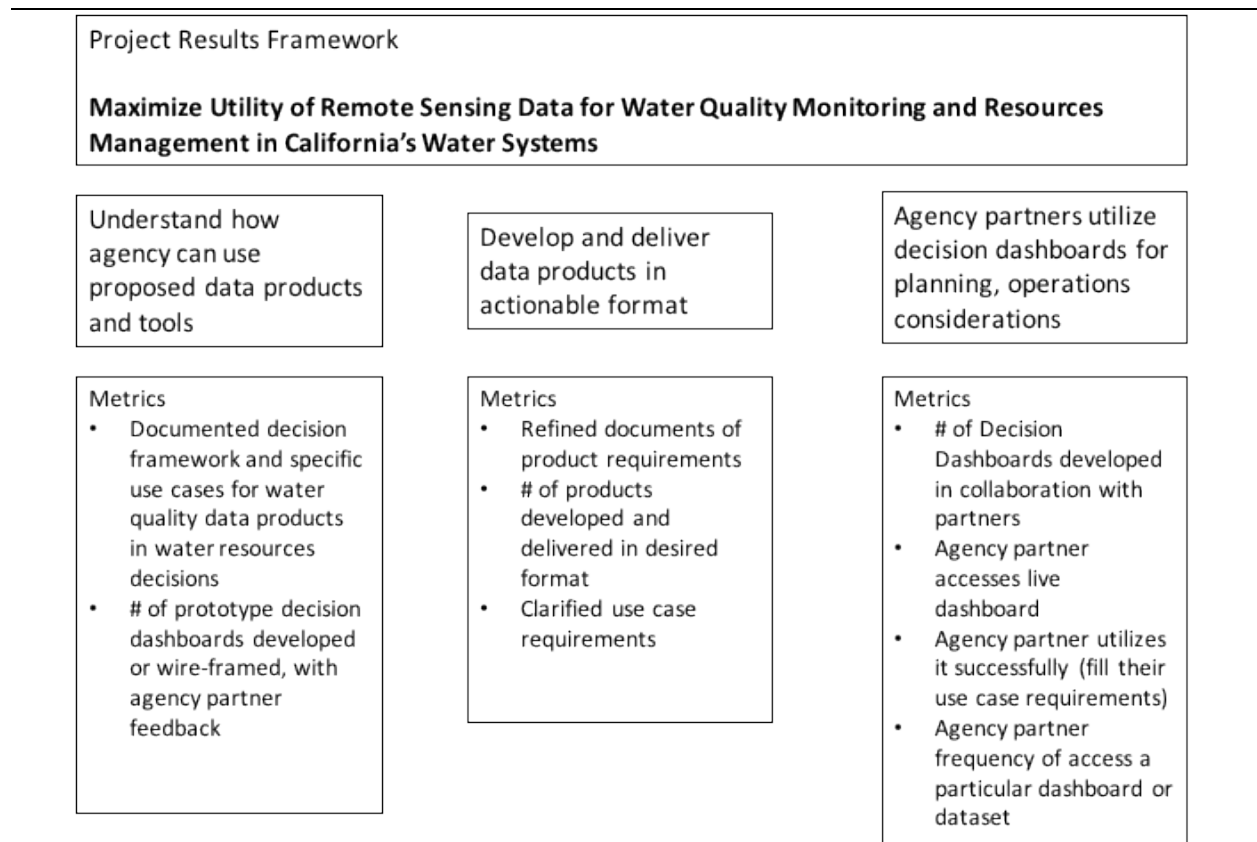 Project Results Framework
Maximize Utility of Remote Sensing Data for Water Quality Monitoring and Resources
Management in California's Water Systems
Understand how
agency can use
proposed data products
and tools
Metrics
• Documented decision
framework and specific
use cases for water
quality data products
in water resources
decisions
• # of prototype decision
dashboards developed
or wire-framed, with
agency partner
feedback
Develop and deliver
data products in
actionable format
Metrics
• Refined documents of
product requirements
• # of products
developed and
delivered in desired
format
• Clarified use case
requirements
Agency partners utilize
decision dashboards for
planning, operations
considerations
Metrics
• # of Decision
Dashboards developed
in collaboration with
partners
• Agency partner
accesses live
dashboard
• Agency partner utilizes
it successfully (fill their
use case requirements)
• Agency partner
frequency of access a
particular dashboard or
dataset